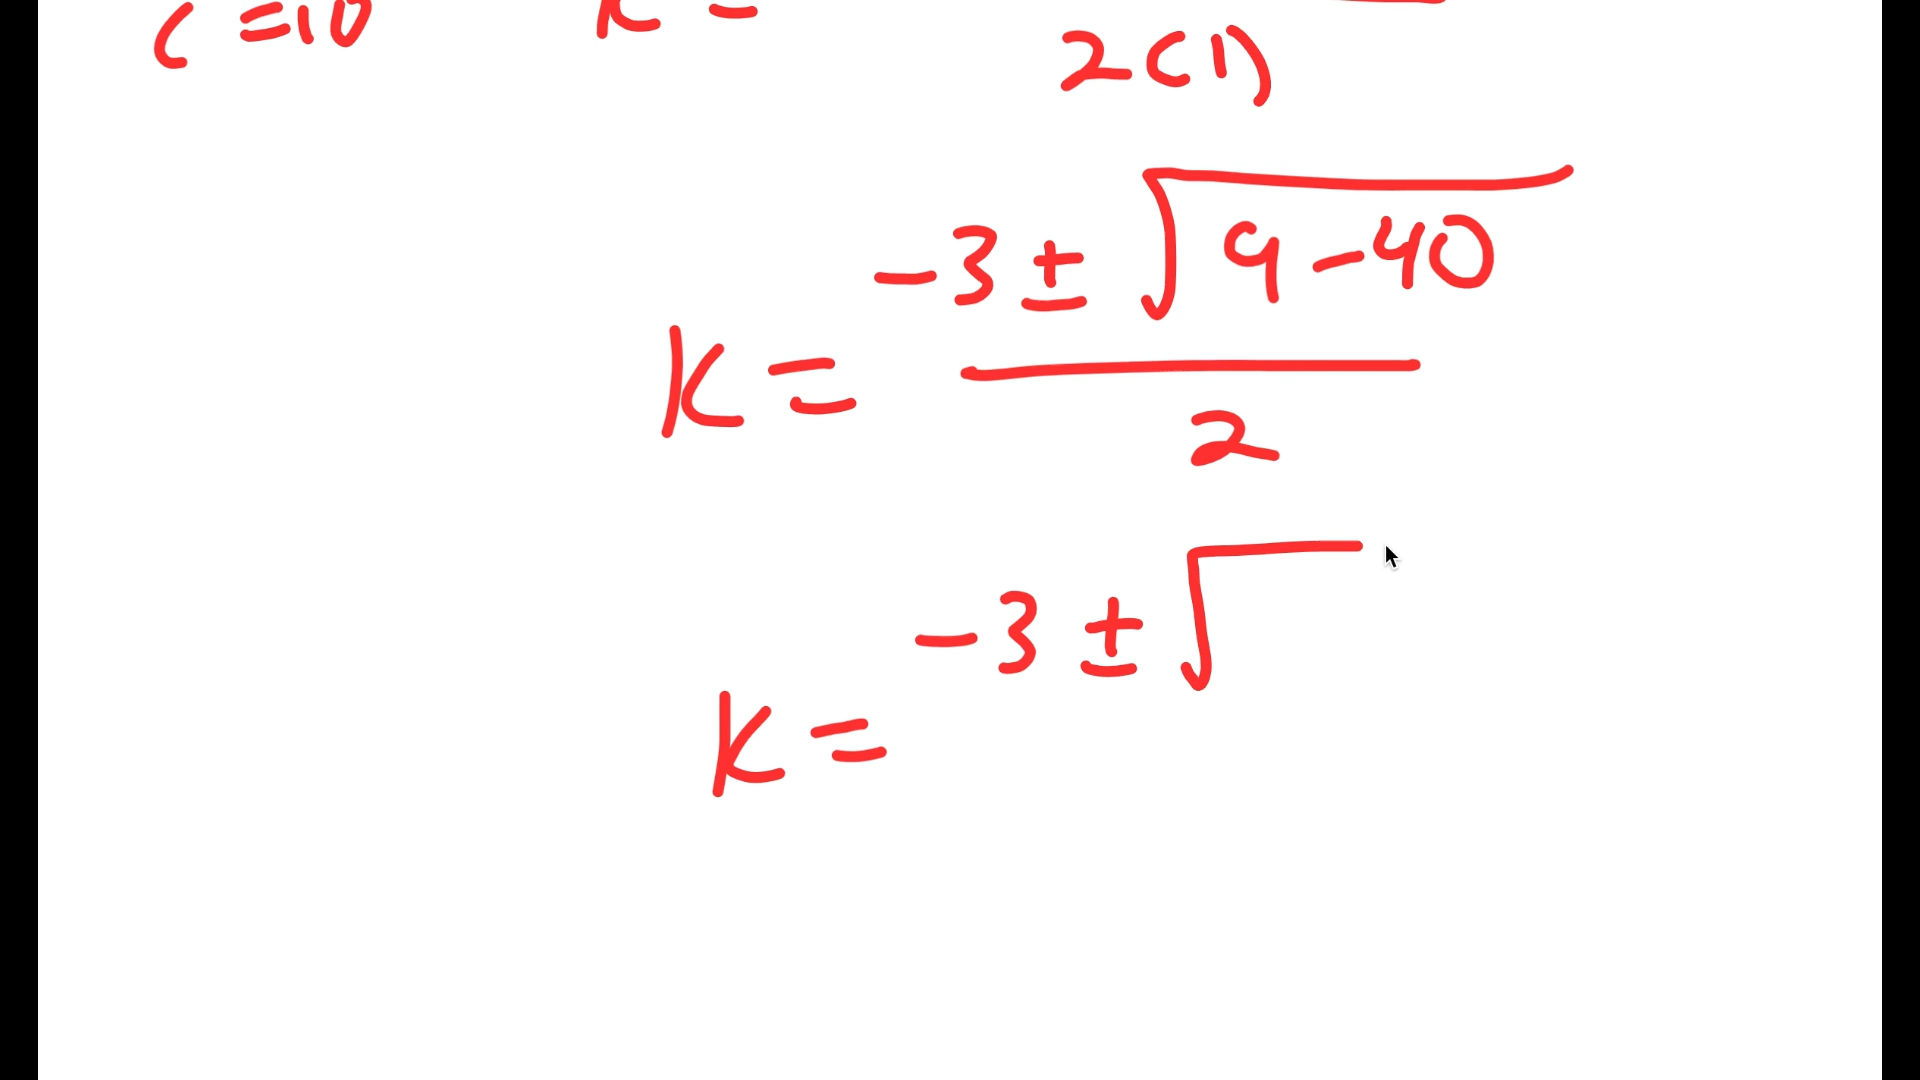 c = 10
K =
2(1)
K = -3 ± √9 - 40 / 2
K = -3 ± √